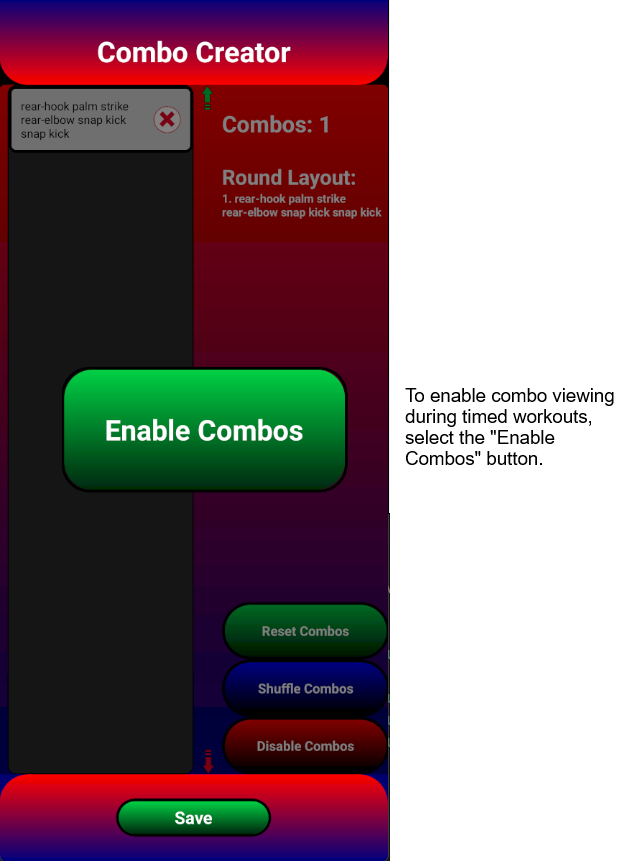 Combo Creator
rear-hook palm strike
rear-elbow snap kick
snap kick
Combos: 1
Round Layout:
1. rear-hook palm strike
rear-elbow snap kick snap kick
Enable Combos
To enable combo viewing
during timed workouts,
select the "Enable
Combos" button.
Reset Combos
Shuffle Combos
Disable Combos
Save